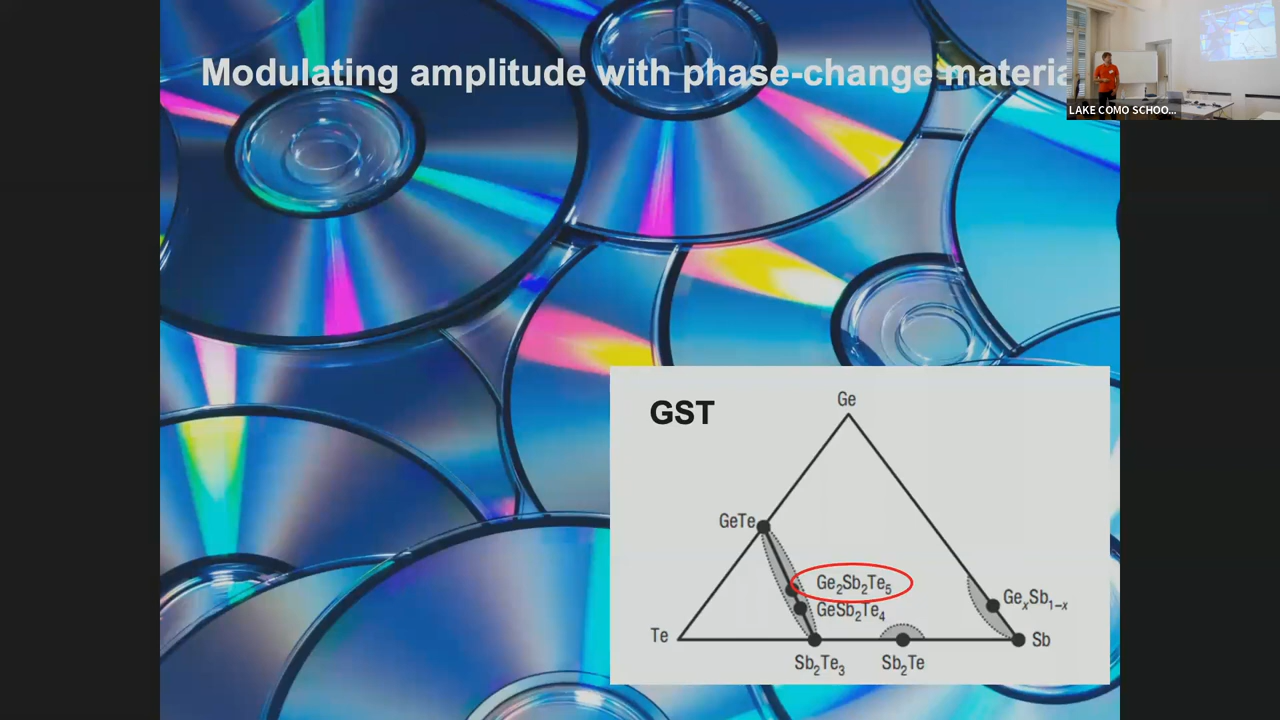 Modulating amplitude with phase-change materia
LAKE COMO SCHOO...
GST
Ge
GeTe
Ge₂Sb₂Te₅
GeSb₂Te₄
GeₓSb₁₋ₓ
Te
Sb
Sb₂Te₃
Sb₂Te